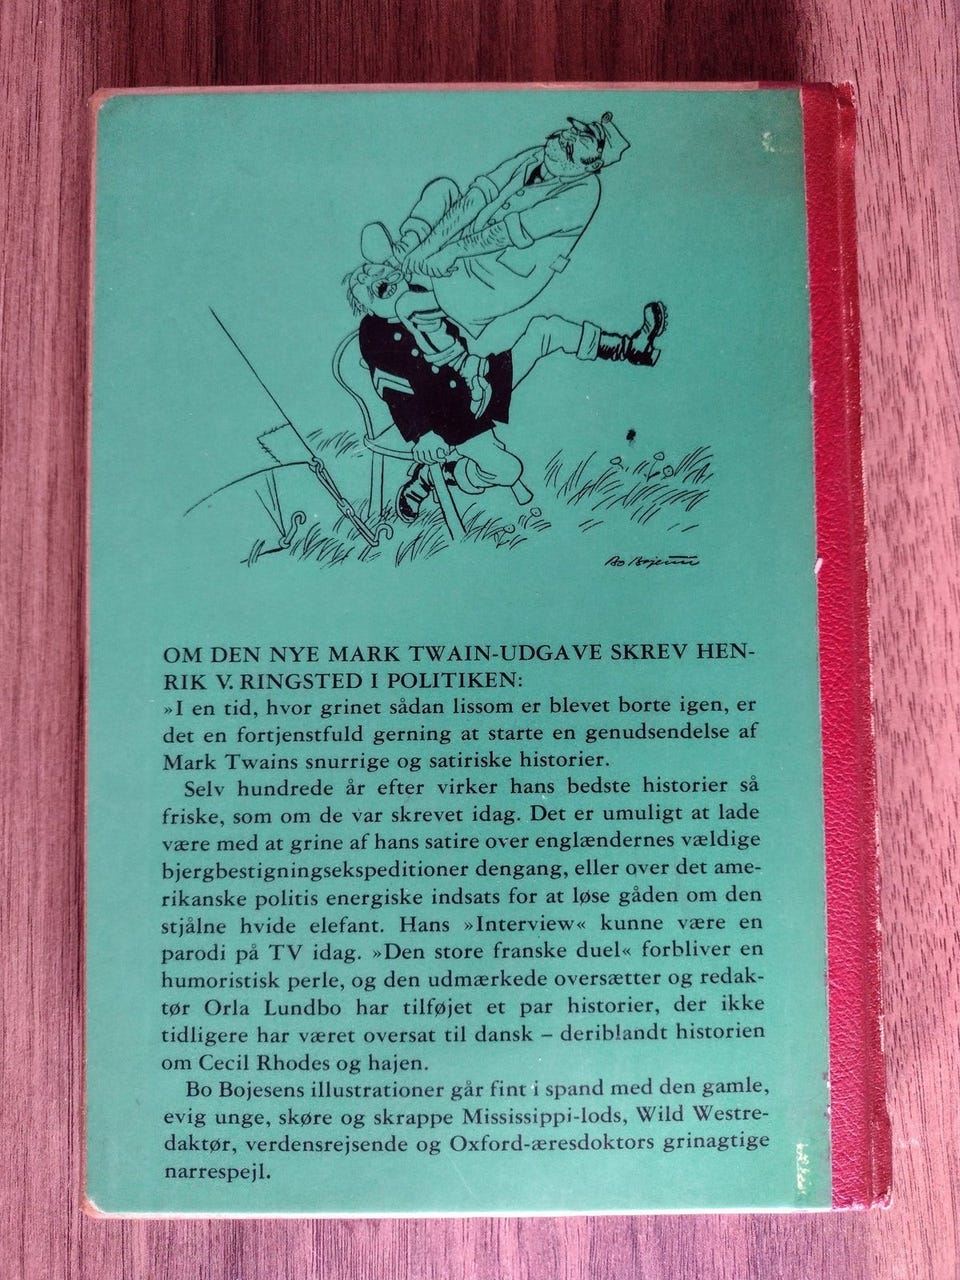 Bo Bojesen
OM DEN NYE MARK TWAIN-UDGAVE SKREV HEN-
RIK V. RINGSTED I POLITIKEN:
»I en tid, hvor grinet sådan lissom er blevet borte igen, er
det en fortjenstfuld gerning at starte en genudsendelse af
Mark Twains snurrige og satiriske historier.
Selv hundrede år efter virker hans bedste historier så
friske, som om de var skrevet idag. Det er umuligt at lade
være med at grine af hans satire over englændernes vældige
bjergbestigningsekspeditioner dengang, eller over det ame-
rikanske politis energiske indsats for at løse gåden om den
stjålne hvide elefant. Hans »Interview« kunne være en
parodi på TV idag. »Den store franske duel« forbliver en
humoristisk perle, og den udmærkede oversætter og redak-
tør Orla Lundbo har tilføjet et par historier, der ikke
tidligere har været oversat til dansk – deriblandt historien
om Cecil Rhodes og hajen.
Bo Bojesens illustrationer går fint i spand med den gamle,
evig unge, skøre og skrappe Mississippi-lods, Wild Westre-
daktør, verdensrejsende og Oxford-æresdoktors grinagtige
narrespejl.